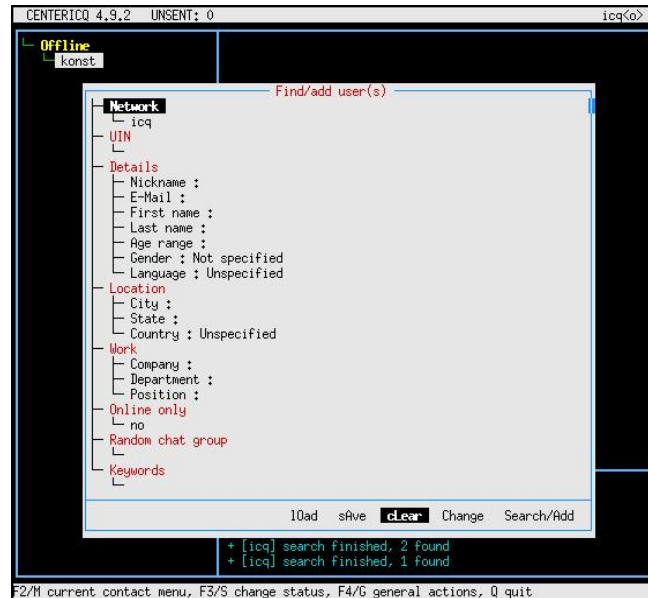 CENTERICQ 4.9.2 UNSENT: 0 icq<o>
Offline
konst
Find/add user(s)
Network
icq
UIN
Details
Nickname :
E-Mail :
First name :
Last name :
Age range :
Gender : Not specified
Language : Unspecified
Location
City :
State :
Country : Unspecified
Work
Company :
Department :
Position :
Online only
no
Random chat group
Keywords
lOad sAve cLear Change Search/Add
+ [icq] search finished, 2 found
+ [icq] search finished, 1 found
F2/M current contact menu, F3/S change status, F4/G general actions, Q quit